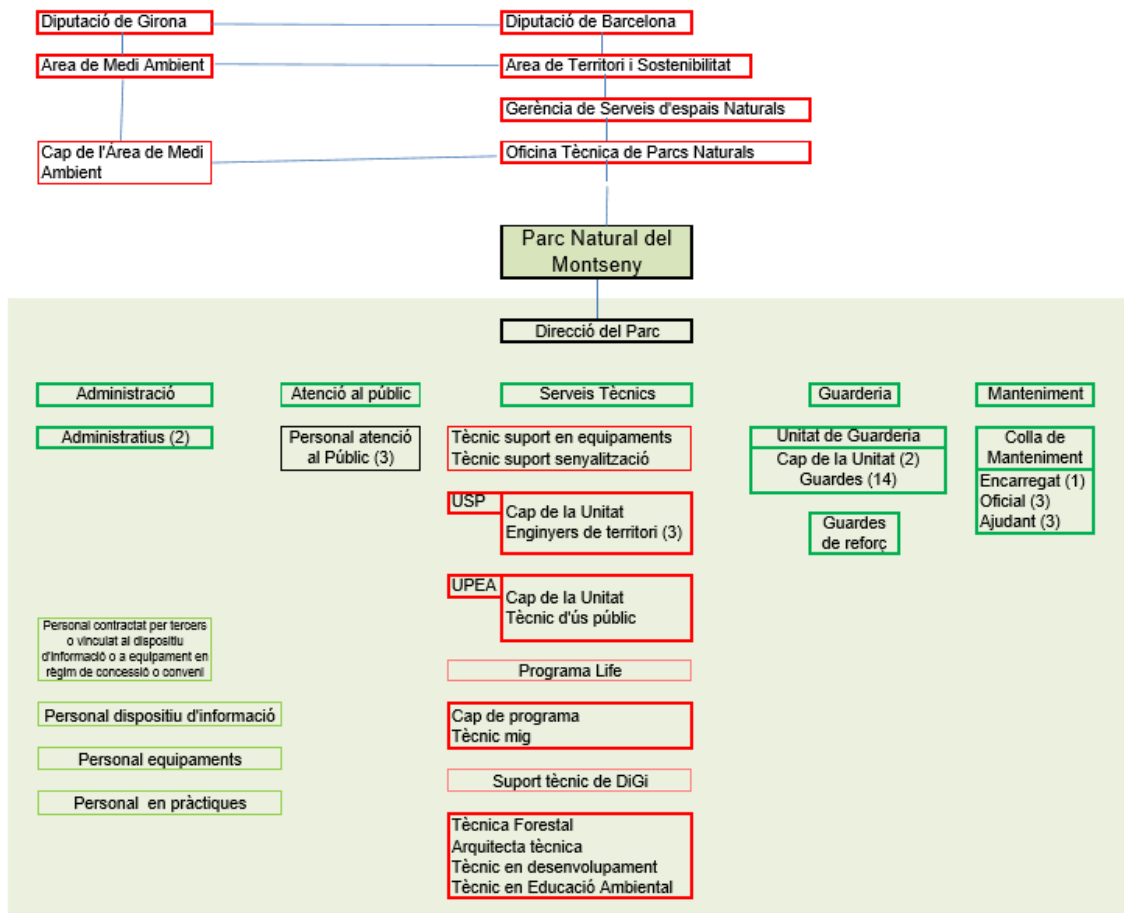 Diputació de Girona
Diputació de Barcelona
Area de Medi Ambient
Area de Territori i Sostenibilitat
Gerència de Serveis d'espais Naturals
Cap de l'Àrea de Medi
Ambient
Oficina Tècnica de Parcs Naturals
Parc Natural del
Montseny
Direcció del Parc
Administració
Administratius (2)
Atenció al públic
Personal atenció
al Públic (3)
Serveis Tècnics
Tècnic suport en equipaments
Tècnic suport senyalització
USP
Cap de la Unitat
Enginyers de territori (3)
UPEA
Cap de la Unitat
Tècnic d'ús públic
Programa Life
Cap de programa
Tècnic mig
Suport tècnic de DiGi
Tècnica Forestal
Arquitecta tècnica
Tècnic en desenvolupament
Tècnic en Educació Ambiental
Guarderia
Unitat de Guarderia
Cap de la Unitat (2)
Guardes (14)
Guardes
de reforç
Manteniment
Colla de
Manteniment
Encarregat (1)
Oficial (3)
Ajudant (3)
Personal contractat per tercers
o vinculat al dispositiu
d'informació o a equipament en
règim de concessió o conveni
Personal dispositiu d'informació
Personal equipaments
Personal en pràctiques